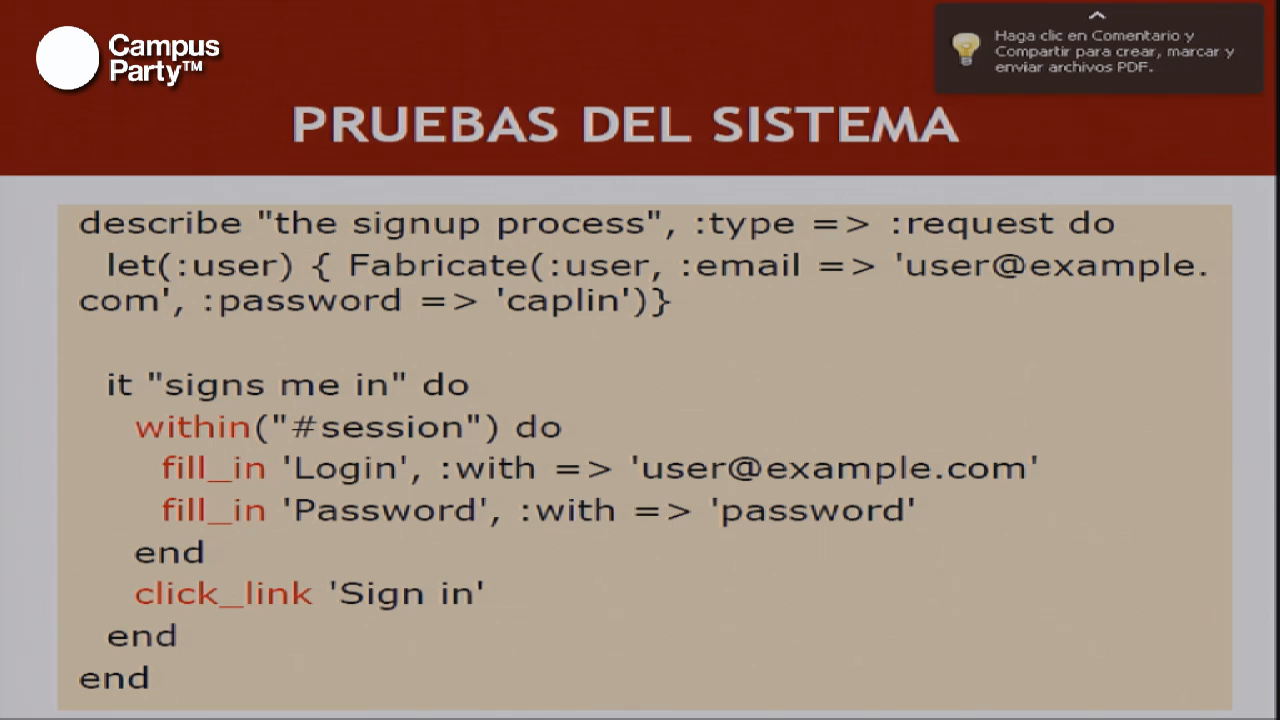 Campus
Party™
Haga clic en Comentario y
Compartir para crear, marcar y
enviar archivos PDF.
PRUEBAS DEL SISTEMA
describe "the signup process", :type => :request do
let(:user) { Fabricate(:user, :email => 'user@example.
com', :password => 'caplin')}
it "signs me in" do
within("#session") do
fill_in 'Login', :with => 'user@example.com'
fill_in 'Password', :with => 'password'
end
click_link 'Sign in'
end
end